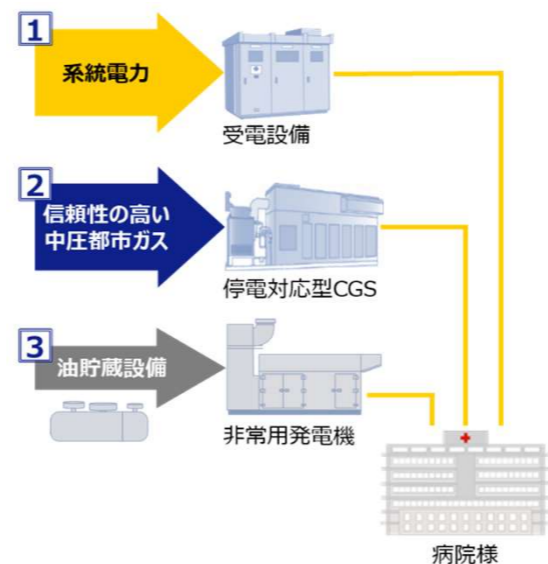 1
系統電力
受電設備
2
信頼性の高い
中圧都市ガス
停電対応型CGS
3
油貯蔵設備
非常用発電機
病院様